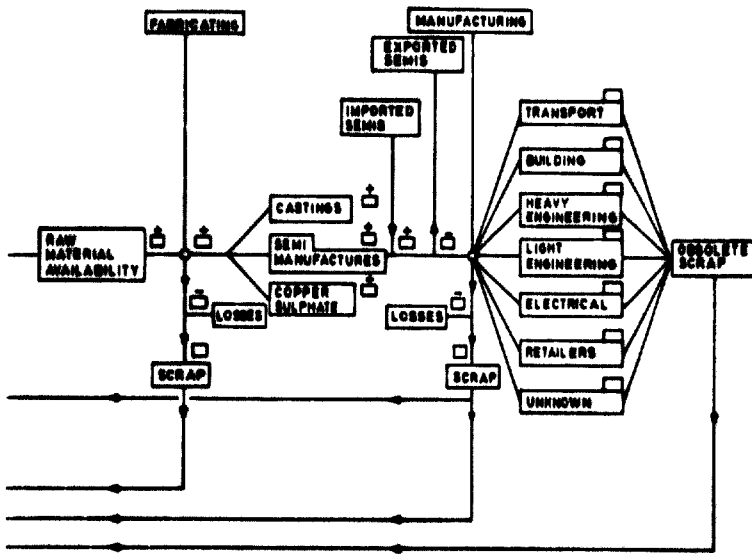 FABRICATING
MANUFACTURING
EXPORTED
SEMIS
IMPORTED
SEMIS
TRANSPORT
BUILDING
CASTINGS
HEAVY
ENGINEERING
RAW
MATERIAL
AVAILABILITY
SEMI
MANUFACTURES
LIGHT
ENGINEERING
OBSOLETE
SCRAP
COPPER
SULPHATE
LOSSES
LOSSES
ELECTRICAL
RETAILERS
SCRAP
SCRAP
UNKNOWN